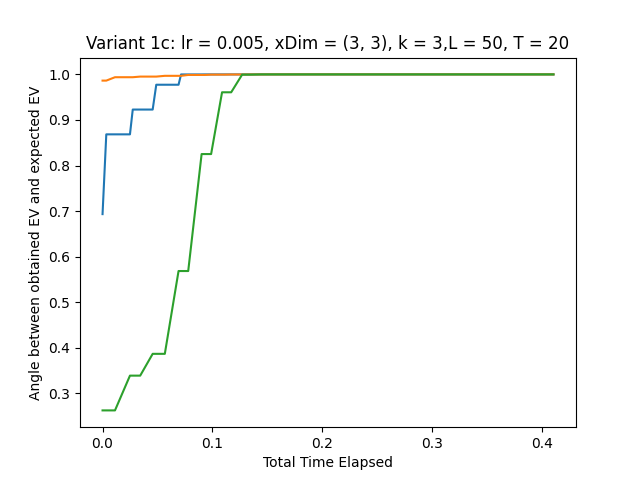 Variant 1c: lr = 0.005, xDim = (3, 3), k = 3,L = 50, T = 20
Angle between obtained EV and expected EV
1.0
0.9
0.8
0.7
0.6
0.5
0.4
0.3
0.0 0.1 0.2 0.3 0.4
Total Time Elapsed